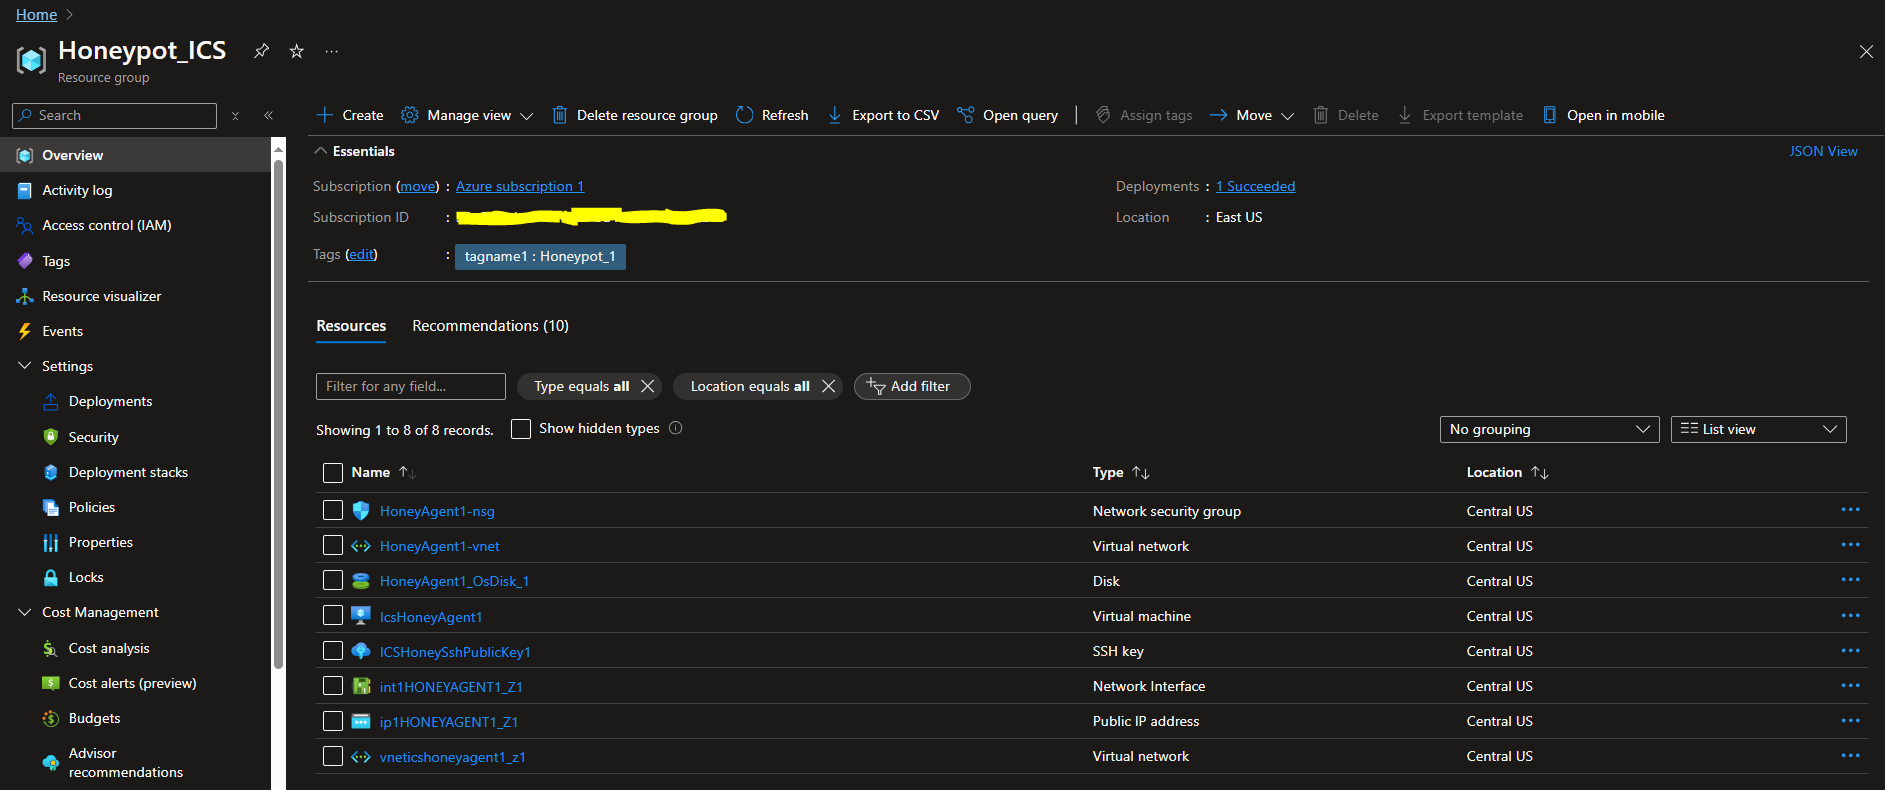 Home
Honeypot_ICS
Resource group
Search
Create Manage view Delete resource group Refresh Export to CSV Open query Assign tags Move Delete Export template Open in mobile
Overview
Activity log
Access control (IAM)
Tags
Resource visualizer
Events
Settings
Deployments
Security
Deployment stacks
Policies
Properties
Locks
Cost Management
Cost analysis
Cost alerts (preview)
Budgets
Advisor
recommendations
Essentials JSON View
Subscription (move) : Azure subscription 1 Deployments : 1 Succeeded
Subscription ID : Location : East US
Tags (edit) : tagname1 : Honeypot_1
Resources Recommendations (10)
Filter for any field... Type equals all Location equals all Add filter
Showing 1 to 8 of 8 records. Show hidden types No grouping List view
Name Type Location
HoneyAgent1-nsg Network security group Central US
HoneyAgent1-vnet Virtual network Central US
HoneyAgent1_OsDisk_1 Disk Central US
IcsHoneyAgent1 Virtual machine Central US
ICSHoneySshPublicKey1 SSH key Central US
int1HONEYAGENT1_Z1 Network Interface Central US
ip1HONEYAGENT1_Z1 Public IP address Central US
vneticshoneyagent1_z1 Virtual network Central US